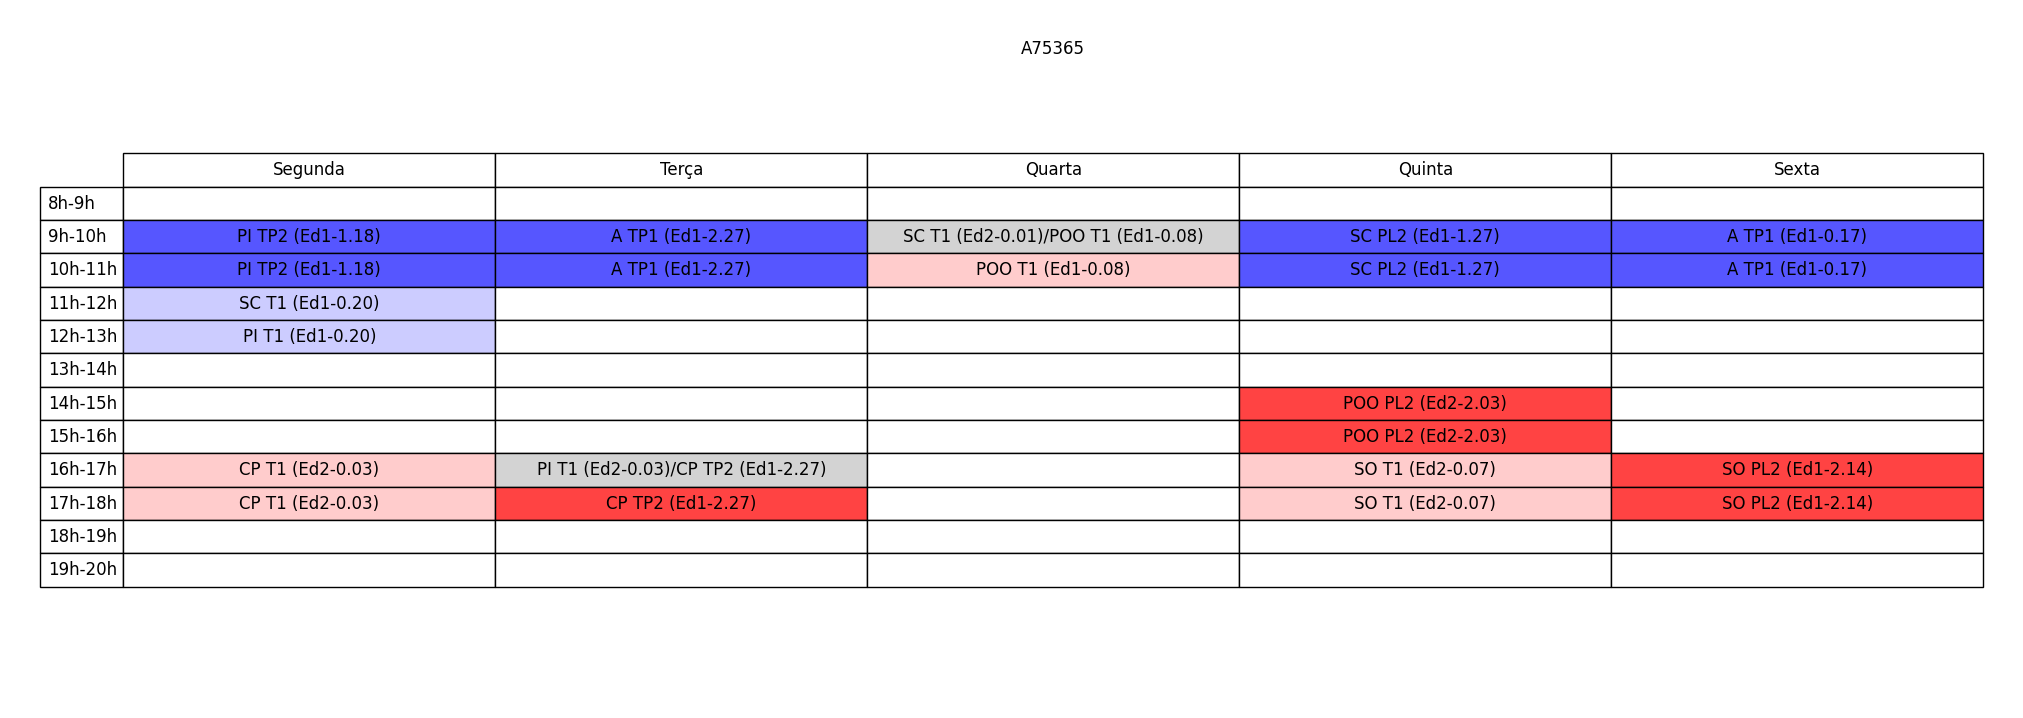 A75365
Segunda Terça Quarta Quinta Sexta
8h-9h
9h-10h PI TP2 (Ed1-1.18) A TP1 (Ed1-2.27) SC T1 (Ed2-0.01)/POO T1 (Ed1-0.08) SC PL2 (Ed1-1.27) A TP1 (Ed1-0.17)
10h-11h PI TP2 (Ed1-1.18) A TP1 (Ed1-2.27) POO T1 (Ed1-0.08) SC PL2 (Ed1-1.27) A TP1 (Ed1-0.17)
11h-12h SC T1 (Ed1-0.20)
12h-13h PI T1 (Ed1-0.20)
13h-14h
14h-15h POO PL2 (Ed2-2.03)
15h-16h POO PL2 (Ed2-2.03)
16h-17h CP T1 (Ed2-0.03) PI T1 (Ed2-0.03)/CP TP2 (Ed1-2.27) SO T1 (Ed2-0.07) SO PL2 (Ed1-2.14)
17h-18h CP T1 (Ed2-0.03) CP TP2 (Ed1-2.27) SO T1 (Ed2-0.07) SO PL2 (Ed1-2.14)
18h-19h
19h-20h